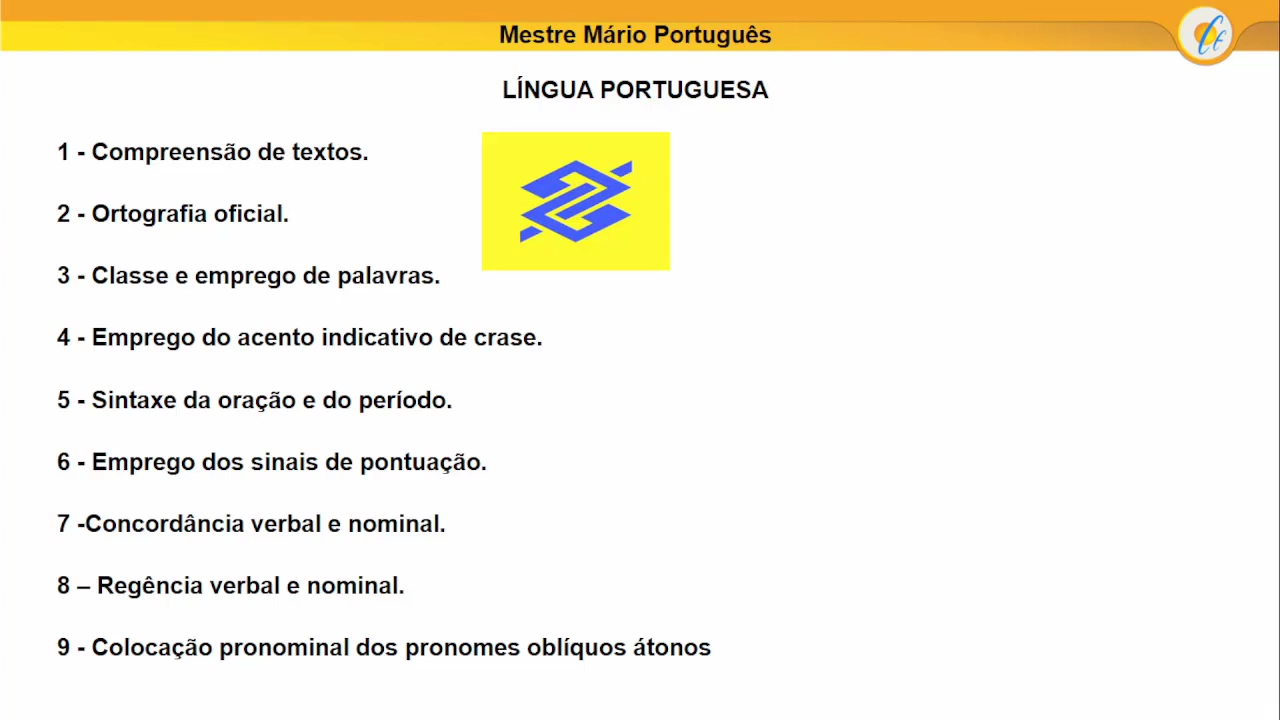 Mestre Mário Português
LÍNGUA PORTUGUESA
1 - Compreensão de textos.
2 - Ortografia oficial.
3 - Classe e emprego de palavras.
4 - Emprego do acento indicativo de crase.
5 - Sintaxe da oração e do período.
6 - Emprego dos sinais de pontuação.
7 -Concordância verbal e nominal.
8 – Regência verbal e nominal.
9 - Colocação pronominal dos pronomes oblíquos átonos